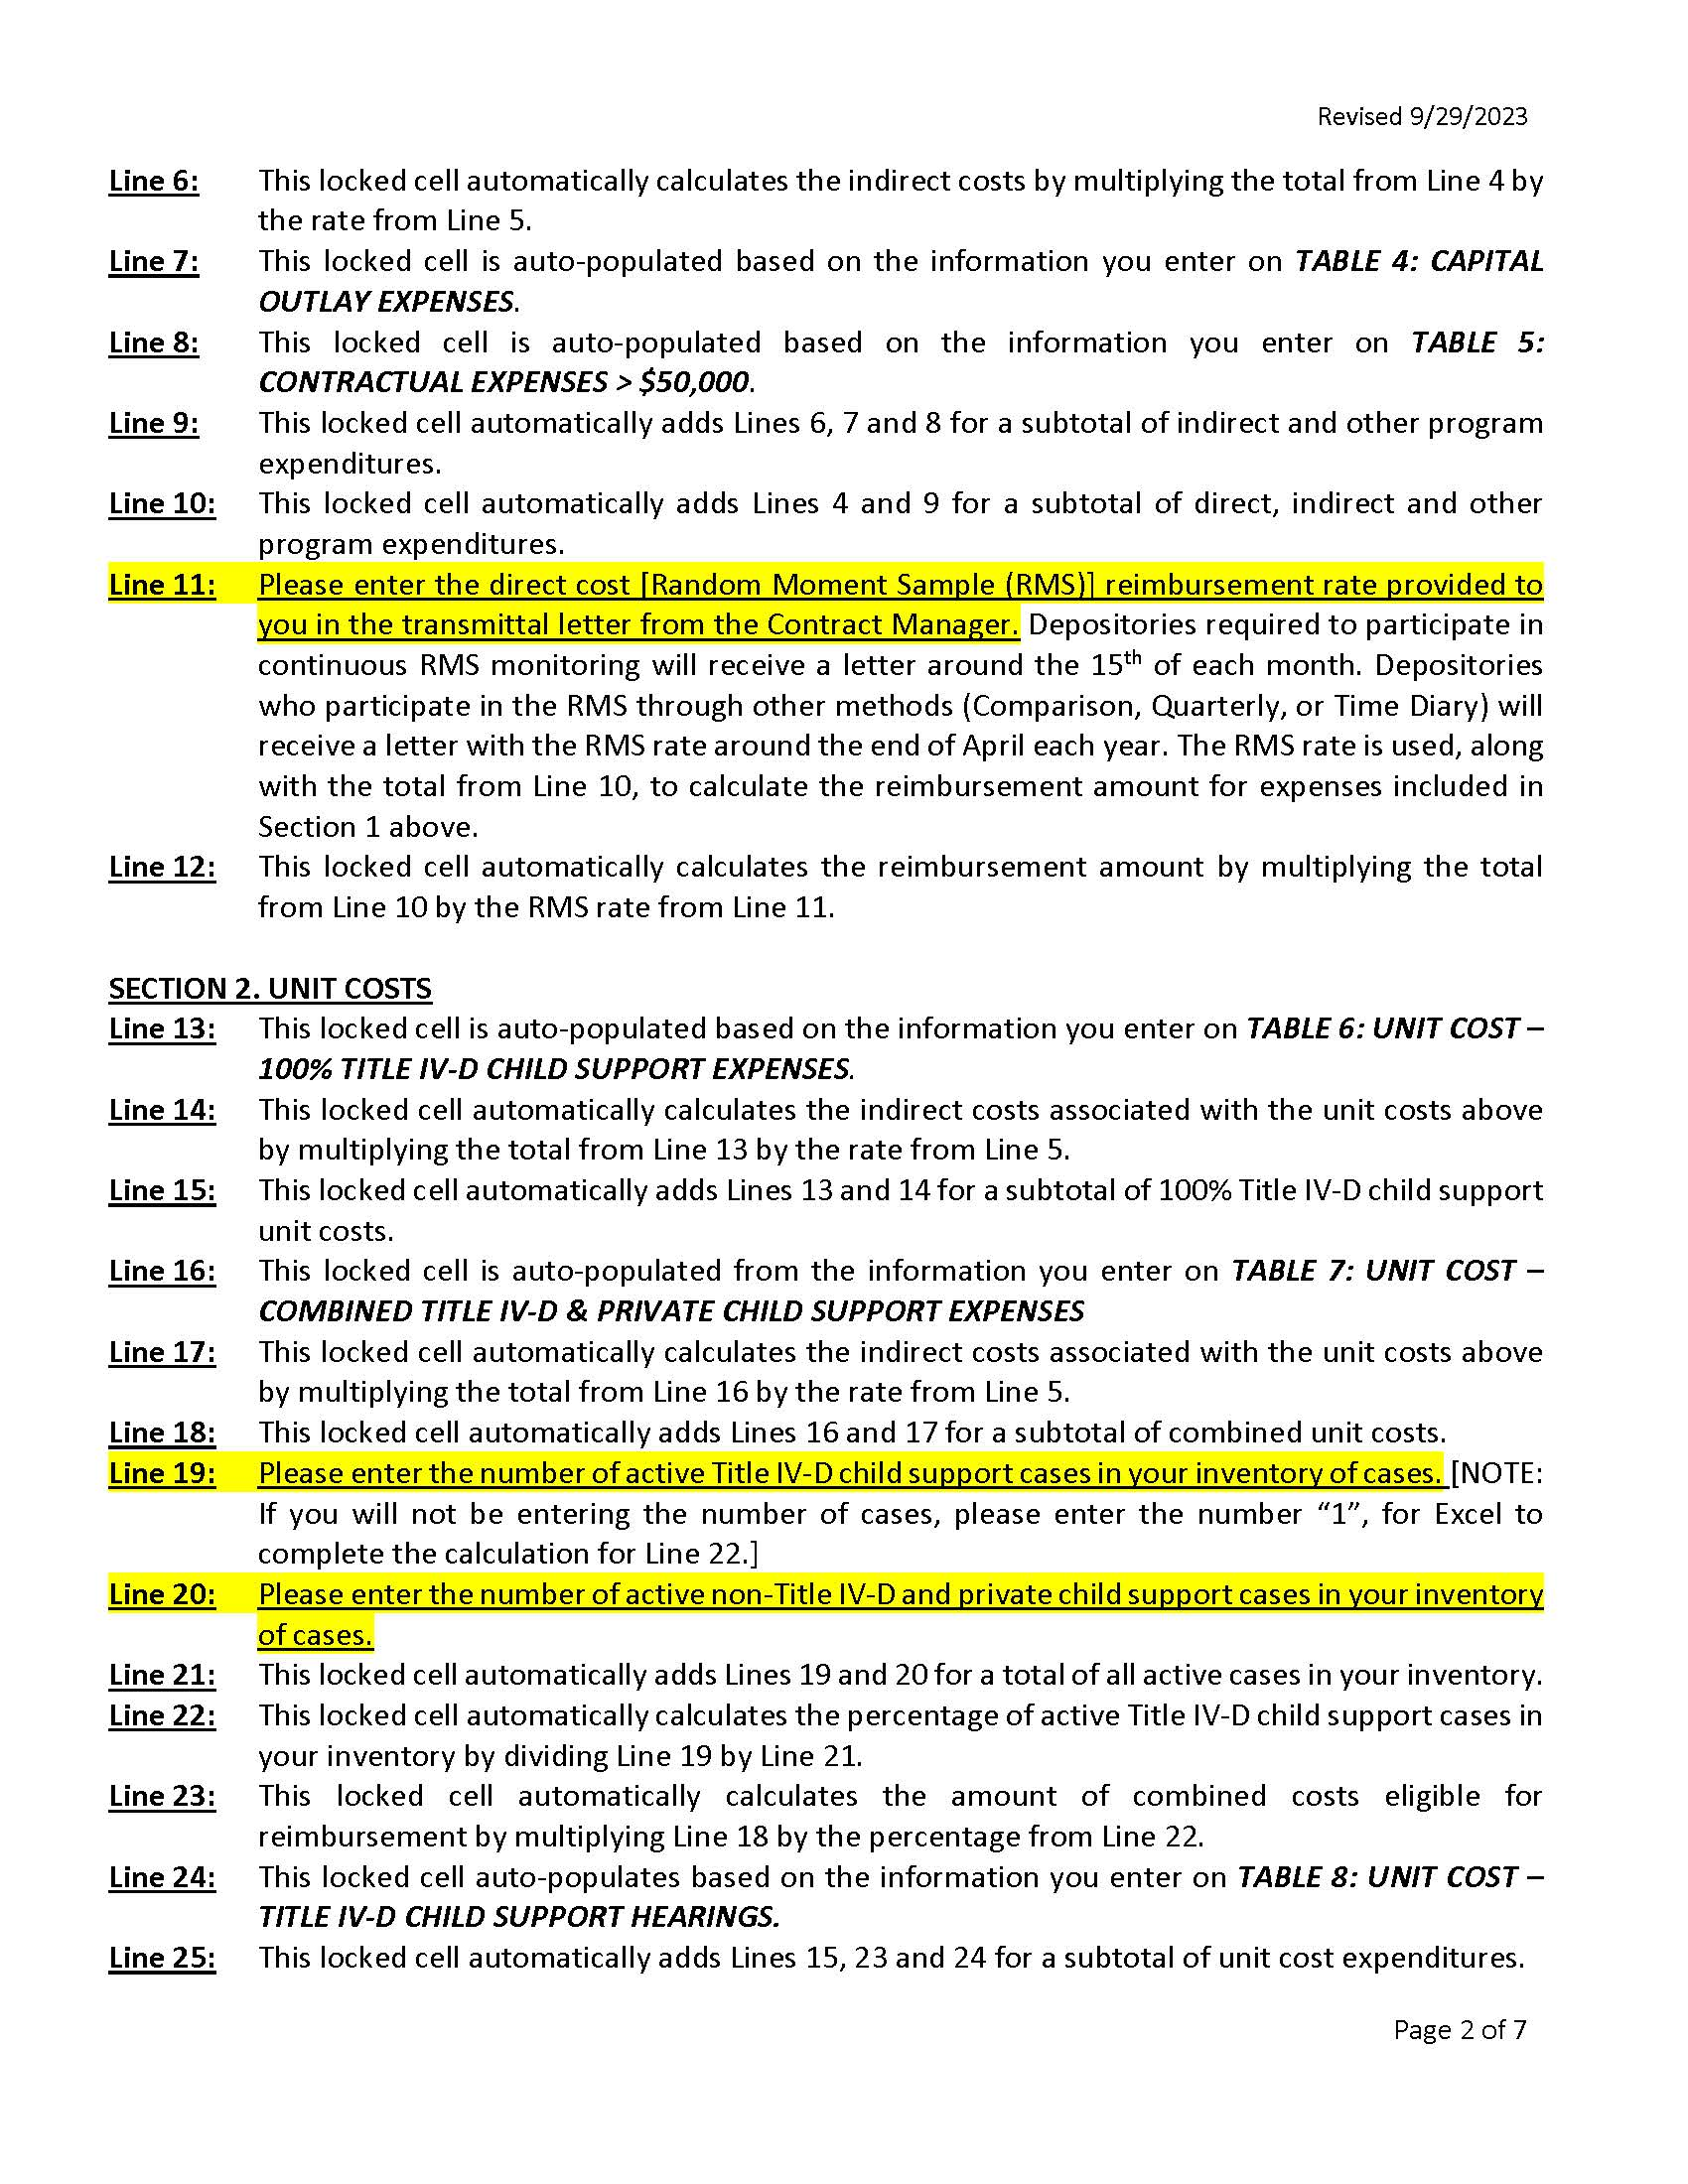 Revised 9/29/2023
Line 6: This locked cell automatically calculates the indirect costs by multiplying the total from Line 4 by
the rate from Line 5.
Line 7: This locked cell is auto-populated based on the information you enter on TABLE 4: CAPITAL
OUTLAY EXPENSES.
Line 8: This locked cell is auto-populated based on the information you enter on TABLE 5:
CONTRACTUAL EXPENSES > $50,000.
Line 9: This locked cell automatically adds Lines 6, 7 and 8 for a subtotal of indirect and other program
expenditures.
Line 10: This locked cell automatically adds Lines 4 and 9 for a subtotal of direct, indirect and other
program expenditures.
Line 11: Please enter the direct cost [Random Moment Sample (RMS)] reimbursement rate provided to
you in the transmittal letter from the Contract Manager. Depositories required to participate in
continuous RMS monitoring will receive a letter around the 15th of each month. Depositories
who participate in the RMS through other methods (Comparison, Quarterly, or Time Diary) will
receive a letter with the RMS rate around the end of April each year. The RMS rate is used, along
with the total from Line 10, to calculate the reimbursement amount for expenses included in
Section 1 above.
Line 12: This locked cell automatically calculates the reimbursement amount by multiplying the total
from Line 10 by the RMS rate from Line 11.
SECTION 2. UNIT COSTS
Line 13: This locked cell is auto-populated based on the information you enter on TABLE 6: UNIT COST –
100% TITLE IV-D CHILD SUPPORT EXPENSES.
Line 14: This locked cell automatically calculates the indirect costs associated with the unit costs above
by multiplying the total from Line 13 by the rate from Line 5.
Line 15: This locked cell automatically adds Lines 13 and 14 for a subtotal of 100% Title IV-D child support
unit costs.
Line 16: This locked cell is auto-populated from the information you enter on TABLE 7: UNIT COST –
COMBINED TITLE IV-D & PRIVATE CHILD SUPPORT EXPENSES
Line 17: This locked cell automatically calculates the indirect costs associated with the unit costs above
by multiplying the total from Line 16 by the rate from Line 5.
Line 18: This locked cell automatically adds Lines 16 and 17 for a subtotal of combined unit costs.
Line 19: Please enter the number of active Title IV-D child support cases in your inventory of cases. [NOTE:
If you will not be entering the number of cases, please enter the number “1”, for Excel to
complete the calculation for Line 22.]
Line 20: Please enter the number of active non-Title IV-D and private child support cases in your inventory
of cases.
Line 21: This locked cell automatically adds Lines 19 and 20 for a total of all active cases in your inventory.
Line 22: This locked cell automatically calculates the percentage of active Title IV-D child support cases in
your inventory by dividing Line 19 by Line 21.
Line 23: This locked cell automatically calculates the amount of combined costs eligible for
reimbursement by multiplying Line 18 by the percentage from Line 22.
Line 24: This locked cell auto-populates based on the information you enter on TABLE 8: UNIT COST –
TITLE IV-D CHILD SUPPORT HEARINGS.
Line 25: This locked cell automatically adds Lines 15, 23 and 24 for a subtotal of unit cost expenditures.
Page 2 of 7